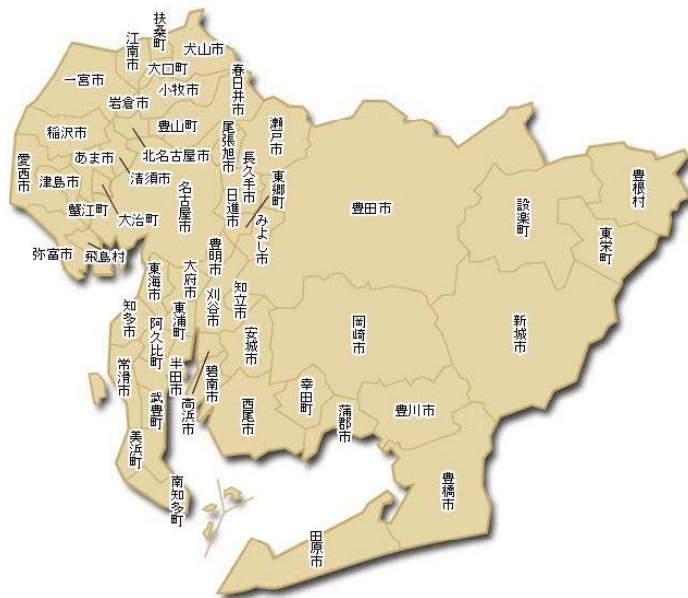 扶桑町
犬山市
江南市
大口町
春日井市
一宮市
小牧市
岩倉市
瀬戸市
豊山町
尾張旭市
稲沢市
長久手市
北名古屋市
あま市
愛西市
清須市
東郷町
津島市
日進市
名古屋市
みよし市
蟹江町
大治町
豊田市
設楽町
豊根村
東栄町
弥富市
飛島村
豊明市
東海市
大府市
刈谷市
知立市
知多市
阿久比町
東浦町
安城市
岡崎市
新城市
常滑市
半田市
碧南市
武豊町
高浜市
西尾市
幸田町
蒲郡市
豊川市
美浜町
南知多町
豊橋市
田原市